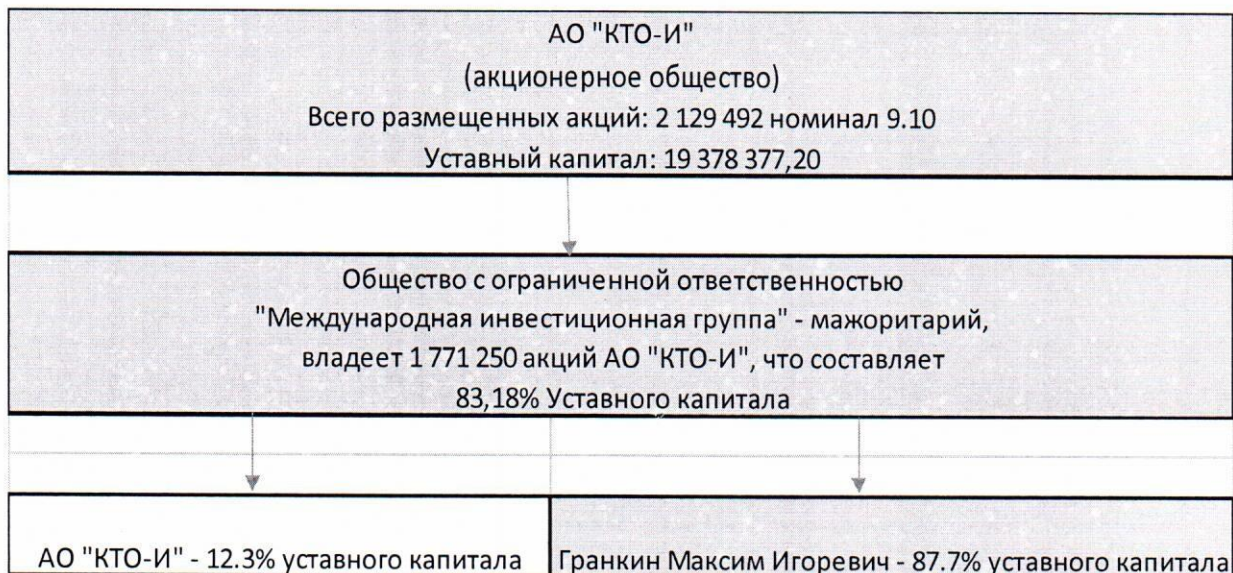 АО "КТО-И"
(акционерное общество)
Всего размещенных акций: 2 129 492 номинал 9.10
Уставный капитал: 19 378 377,20
Общество с ограниченной ответственностью
"Международная инвестиционная группа" - мажоритарий,
владеет 1 771 250 акций АО "КТО-И", что составляет
83,18% Уставного капитала
АО "КТО-И" - 12.3% уставного капитала
Гранкин Максим Игоревич - 87.7% уставного капитала